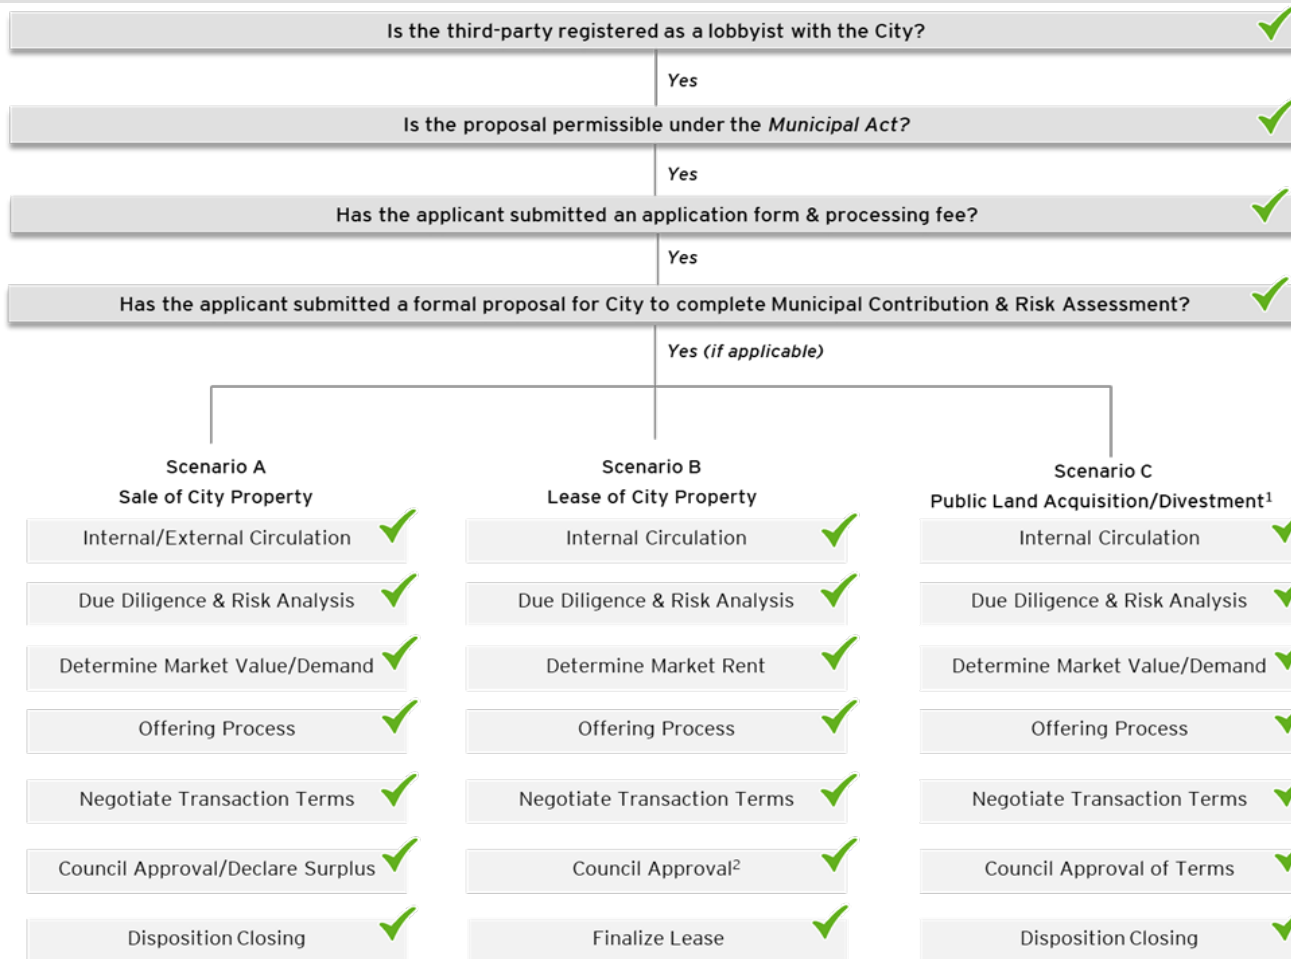 Is the third-party registered as a lobbyist with the City?
Yes
Is the proposal permissible under the Municipal Act?
Yes
Has the applicant submitted an application form & processing fee?
Yes
Has the applicant submitted a formal proposal for City to complete Municipal Contribution & Risk Assessment?
Yes (if applicable)
Scenario A
Sale of City Property
Internal/External Circulation
Due Diligence & Risk Analysis
Determine Market Value/Demand
Offering Process
Negotiate Transaction Terms
Council Approval/Declare Surplus
Disposition Closing
Scenario B
Lease of City Property
Internal Circulation
Due Diligence & Risk Analysis
Determine Market Rent
Offering Process
Negotiate Transaction Terms
Council Approval²
Finalize Lease
Scenario C
Public Land Acquisition/Divestment¹
Internal Circulation
Due Diligence & Risk Analysis
Determine Market Value/Demand
Offering Process
Negotiate Transaction Terms
Council Approval of Terms
Disposition Closing